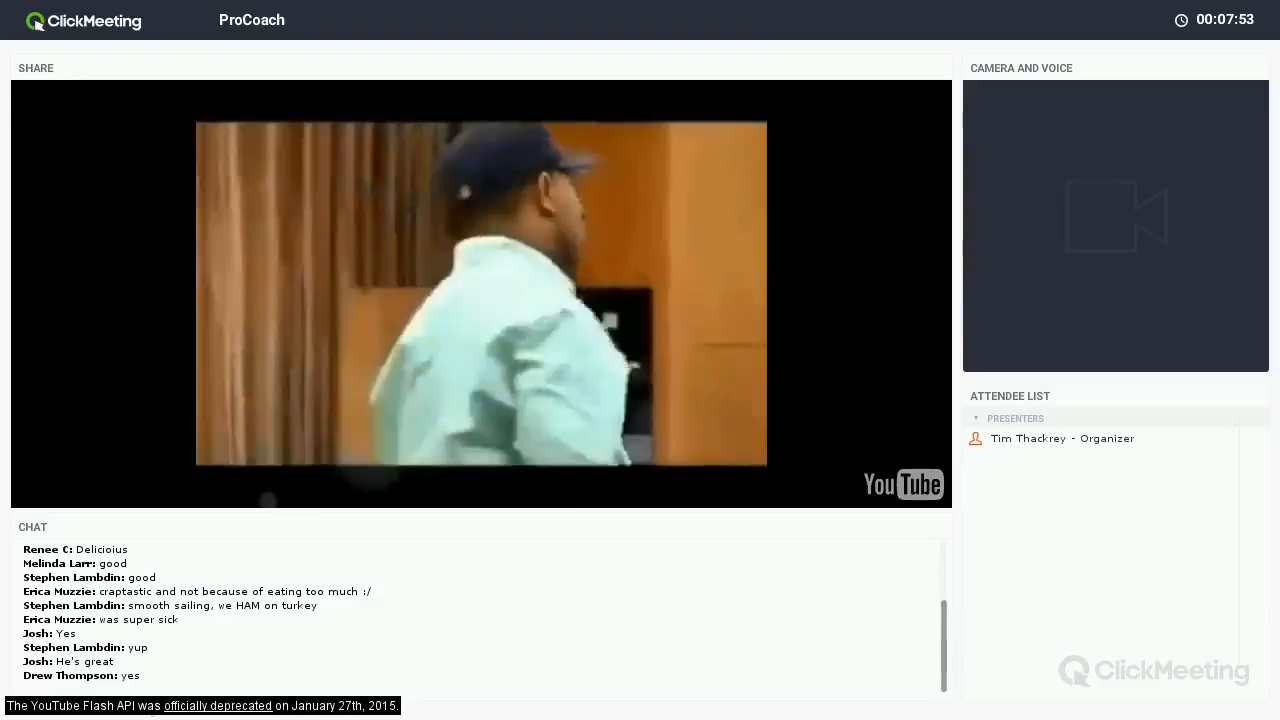 ClickMeeting
ProCoach
00:07:53
SHARE
CAMERA AND VOICE
YouTube
ATTENDEE LIST
PRESENTERS
Tim Thackrey - Organizer
CHAT
Renee C: Delicioius
Melinda Larr: good
Stephen Lambdin: good
Erica Muzzie: craptastic and not because of eating too much :/
Stephen Lambdin: smooth sailing, we HAM on turkey
Erica Muzzie: was super sick
Josh: Yes
Stephen Lambdin: yup
Josh: He's great
Drew Thompson: yes
ClickMeeting
The YouTube Flash API was officially deprecated on January 27th, 2015.